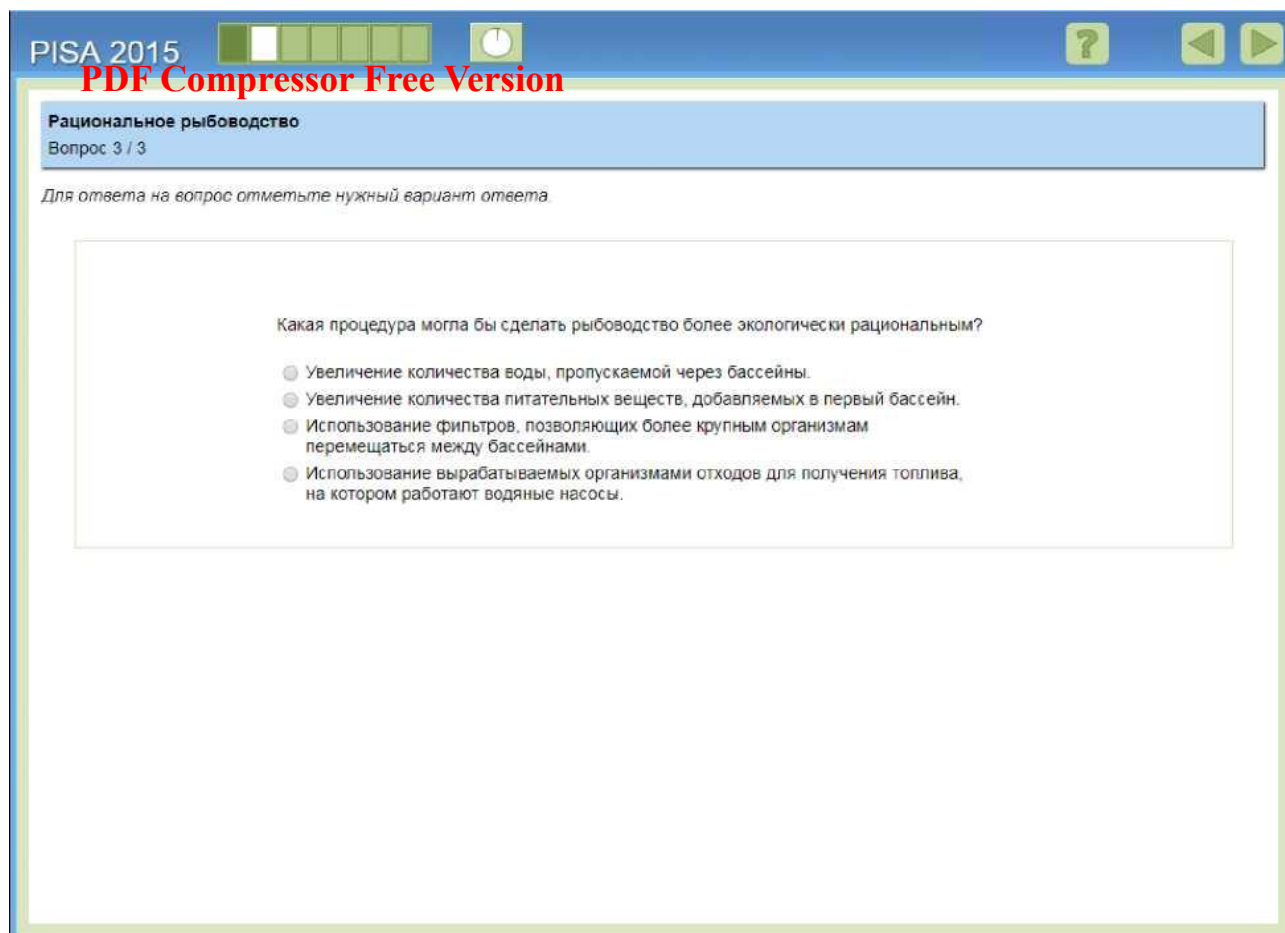 PISA 2015
?
PDF Compressor Free Version
Рациональное рыбоводство
Вопрос 3 / 3
Для ответа на вопрос отметьте нужный вариант ответа.
Какая процедура могла бы сделать рыбоводство более экологически рациональным?
Увеличение количества воды, пропускаемой через бассейны.
Увеличение количества питательных веществ, добавляемых в первый бассейн.
Использование фильтров, позволяющих более крупным организмам
перемещаться между бассейнами.
Использование вырабатываемых организмами отходов для получения топлива,
на котором работают водяные насосы.